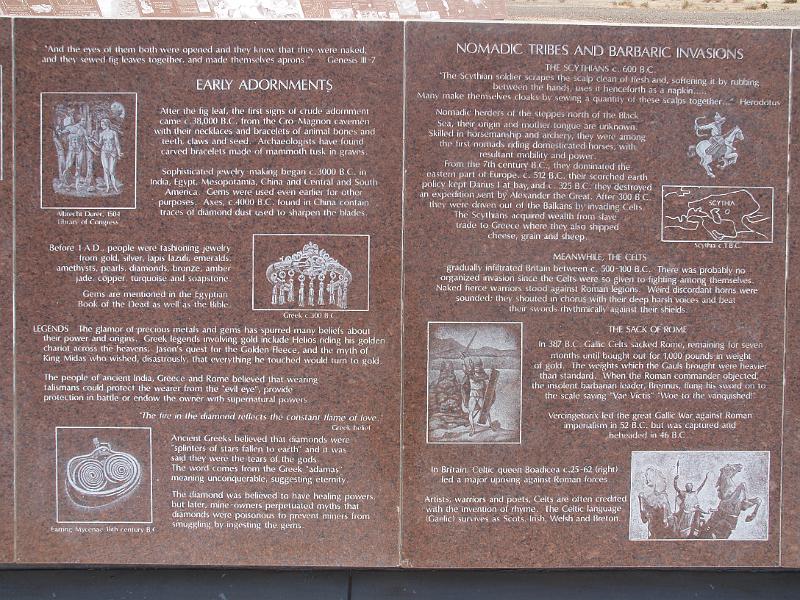 "And the eyes of them both were opened and they knew that they were naked,
and they sewed fig leaves together, and made themselves aprons." Genesis III-7
EARLY ADORNMENTS
After the fig leaf, the first signs of crude adornment
came c.38,000 B.C. from the Cro-Magnon cavemen
with their necklaces and bracelets of animal bones and
teeth, claws and seed. Archaeologists have found
carved bracelets made of mammoth tusk in graves.
Sophisticated jewelry making began c.3000 B.C. in
India, Egypt, Mesopotamia, China and Central and South
America. Gems were used even earlier for other
purposes. Axes, c.4000 B.C. found in China contain
traces of diamond dust used to sharpen the blades.
Albrecht Durer, 1504
Library of Congress
Before 1 A.D., people were fashioning jewelry
from gold, silver, lapis lazuli, emeralds,
amethysts, pearls, diamonds, bronze, amber
jade, copper, turquoise and soapstone.
Gems are mentioned in the Egyptian
Book of the Dead as well as the Bible.
Greek c.300 B.C.
LEGENDS The glamor of precious metals and gems has spurred many beliefs about
their power and origins. Greek legends involving gold include Helios riding his golden
chariot across the heavens, Jason's quest for the Golden Fleece, and the myth of
King Midas who wished, disastrously, that everything he touched would turn to gold.
The people of ancient India, Greece and Rome believed that wearing
talismans could protect the wearer from the "evil eye", provide
protection in battle or endow the owner with supernatural powers.
"The fire in the diamond reflects the constant flame of love."
Greek belief
Ancient Greeks believed that diamonds were
"splinters of stars fallen to earth" and it was
said they were the tears of the gods.
The word comes from the Greek "adamas"
meaning unconquerable, suggesting eternity.
The diamond was believed to have healing powers,
but later, mine-owners perpetuated myths that
diamonds were poisonous to prevent miners from
smuggling by ingesting the gems.
Earring, Mycenae 16th century B.C.
NOMADIC TRIBES AND BARBARIC INVASIONS
THE SCYTHIANS c. 600 B.C.
"The Scythian soldier scrapes the scalp clean of flesh and, softening it by rubbing
between the hands, uses it henceforth as a napkin.....
Many make themselves cloaks by sewing a quantity of these scalps together..." Herodotus
Nomadic herders of the steppes north of the Black
Sea, their origin and mother tongue are unknown.
Skilled in horsemanship and archery, they were among
the first nomads riding domesticated horses, with
resultant mobility and power.
From the 7th century B.C., they dominated the
eastern part of Europe. c. 512 B.C., their scorched earth
policy kept Darius I at bay, and c. 325 B.C. they destroyed
an expedition sent by Alexander the Great. After 300 B.C.
they were driven out of the Balkans by invading Celts.
The Scythians acquired wealth from slave
trade to Greece where they also shipped
cheese, grain and sheep.
SCYTHIA
Scythia c.1 B.C.
MEANWHILE, THE CELTS
gradually infiltrated Britain between c. 500-100 B.C. There was probably no
organized invasion since the Celts were so given to fighting among themselves.
Naked fierce warriors stood against Roman legions. Weird discordant horns were
sounded; they shouted in chorus with their deep harsh voices and beat
their swords rhythmically against their shields.
THE SACK OF ROME
In 387 B.C. Gallic Celts sacked Rome, remaining for seven
months until bought out for 1,000 pounds in weight
of gold. The weights which the Gauls brought were heavier
than standard. When the Roman commander objected,
the insolent barbarian leader, Brennus, flung his sword on to
the scale saying "Vae Victis" "Woe to the vanquished!"
Vercingetorix led the great Gallic War against Roman
imperialism in 52 B.C. but was captured and
beheaded in 46 B.C.
In Britain, Celtic queen Boadicea c.25-62 (right)
led a major uprising against Roman forces.
Artists, warriors and poets, Celts are often credited
with the invention of rhyme. The Celtic language
(Gaelic) survives as Scots, Irish, Welsh and Breton.